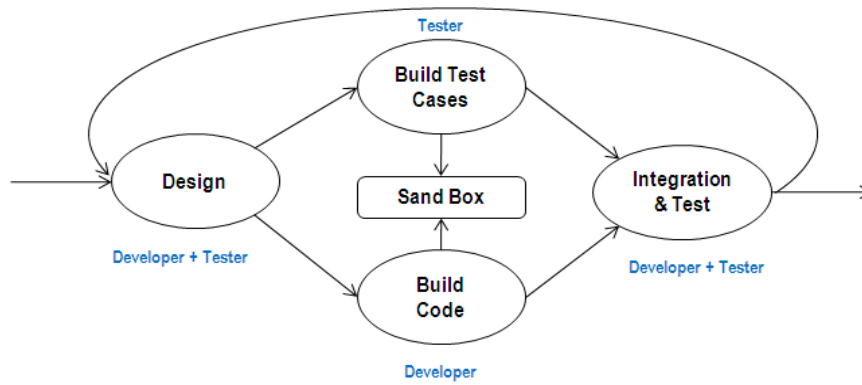 Tester
Build Test
Cases
Design
Sand Box
Integration
& Test
Developer + Tester
Developer + Tester
Build
Code
Developer